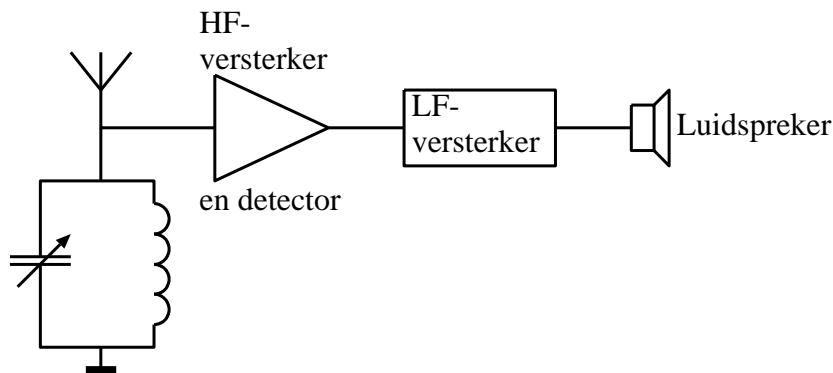 HF-
versterker
en detector
LF-
versterker
Luidspreker